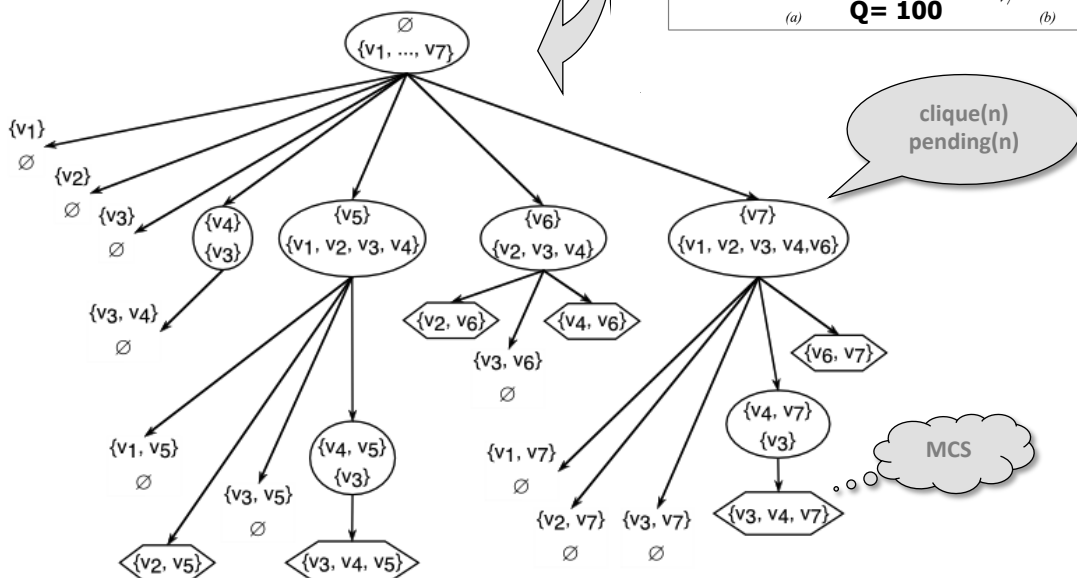 (a)
Q= 100
(b)
∅
{v1, ..., v7}
clique(n)
pending(n)
{v1}
∅
{v2}
∅
{v3}
∅
{v4}
{v3}
{v5}
{v1, v2, v3, v4}
{v6}
{v2, v3, v4}
{v7}
{v1, v2, v3, v4,v6}
{v3, v4}
∅
{v2, v6}
{v4, v6}
{v3, v6}
∅
{v6, v7}
{v1, v5}
∅
{v3, v5}
∅
{v4, v5}
{v3}
{v2, v5}
{v3, v4, v5}
{v1, v7}
∅
{v2, v7}
∅
{v3, v7}
∅
{v4, v7}
{v3}
{v3, v4, v7}
MCS